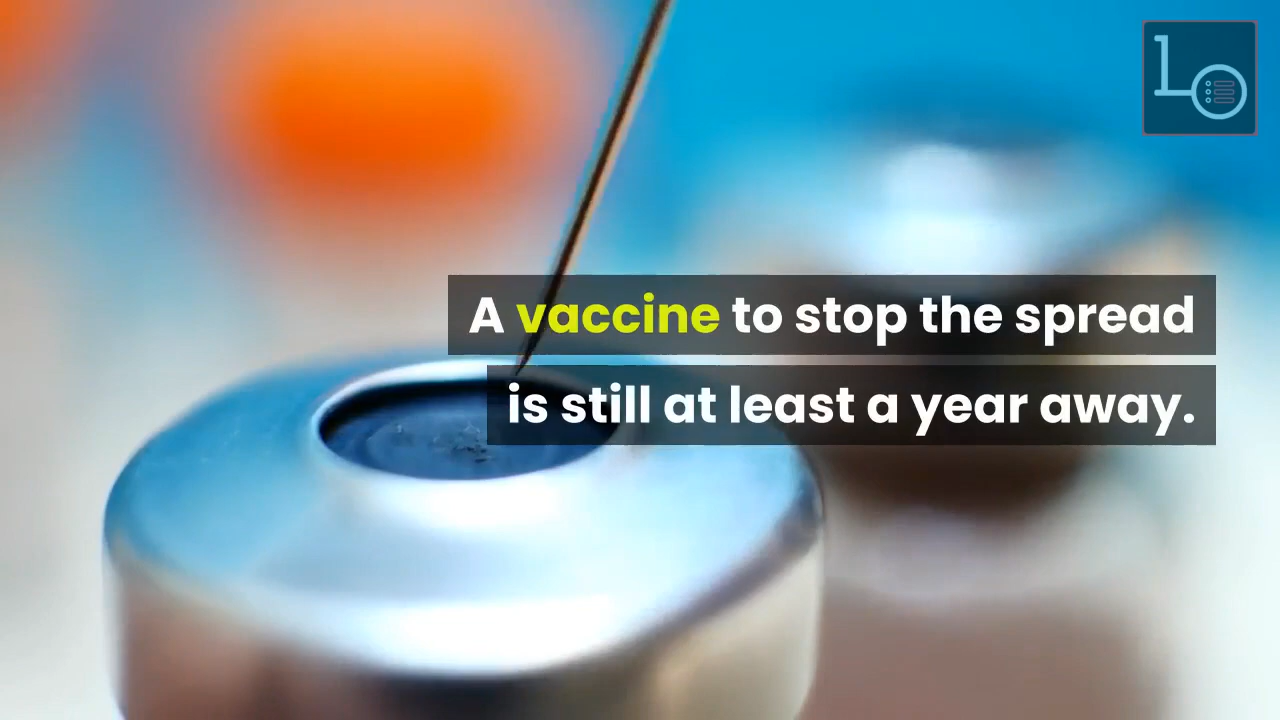 A vaccine to stop the spread
is still at least a year away.